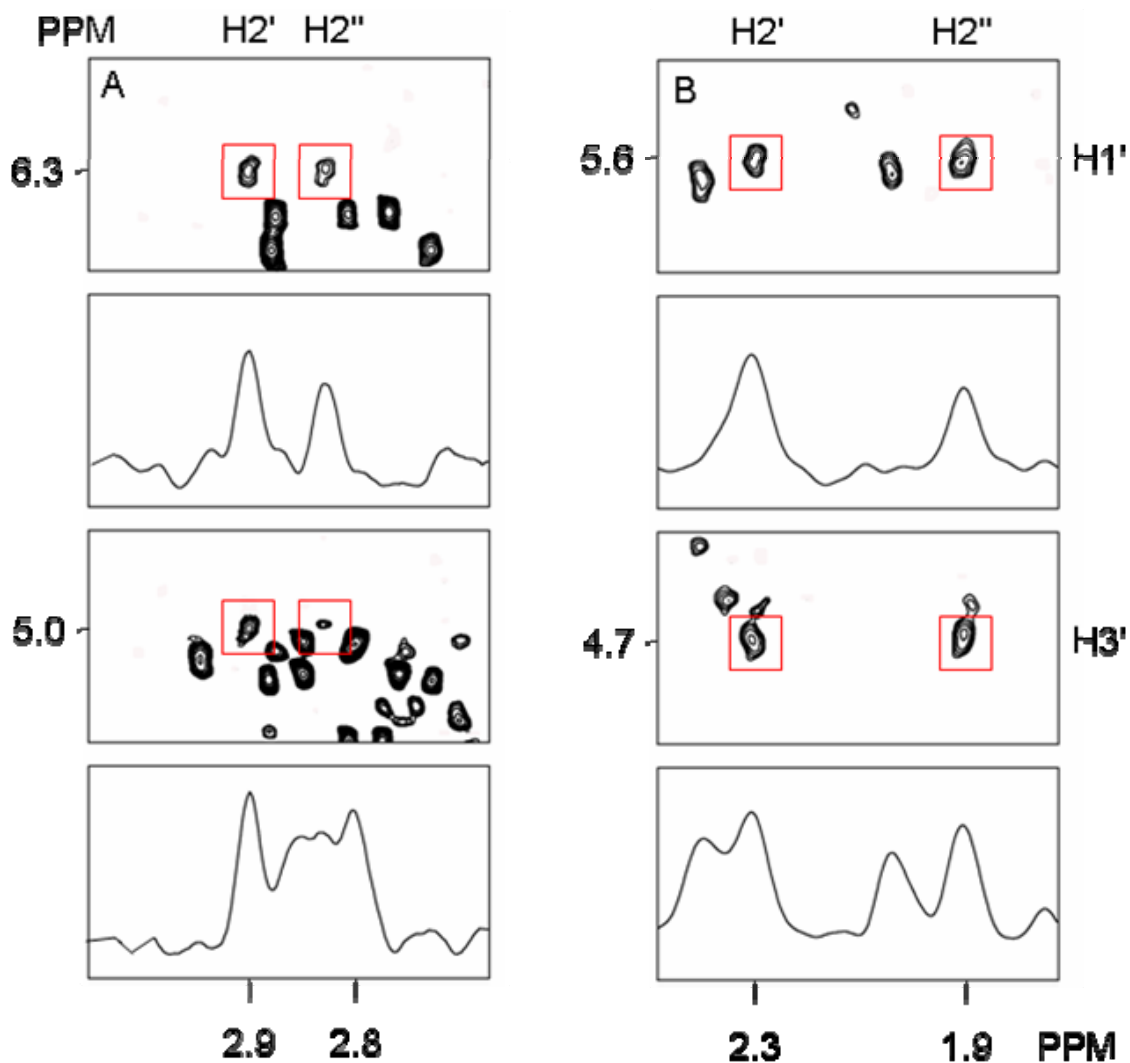 PPM H2' H2" H2' H2"
A B
6.3 5.6 H1'
5.0 4.7 H3'
2.9 2.8 2.3 1.9 PPM